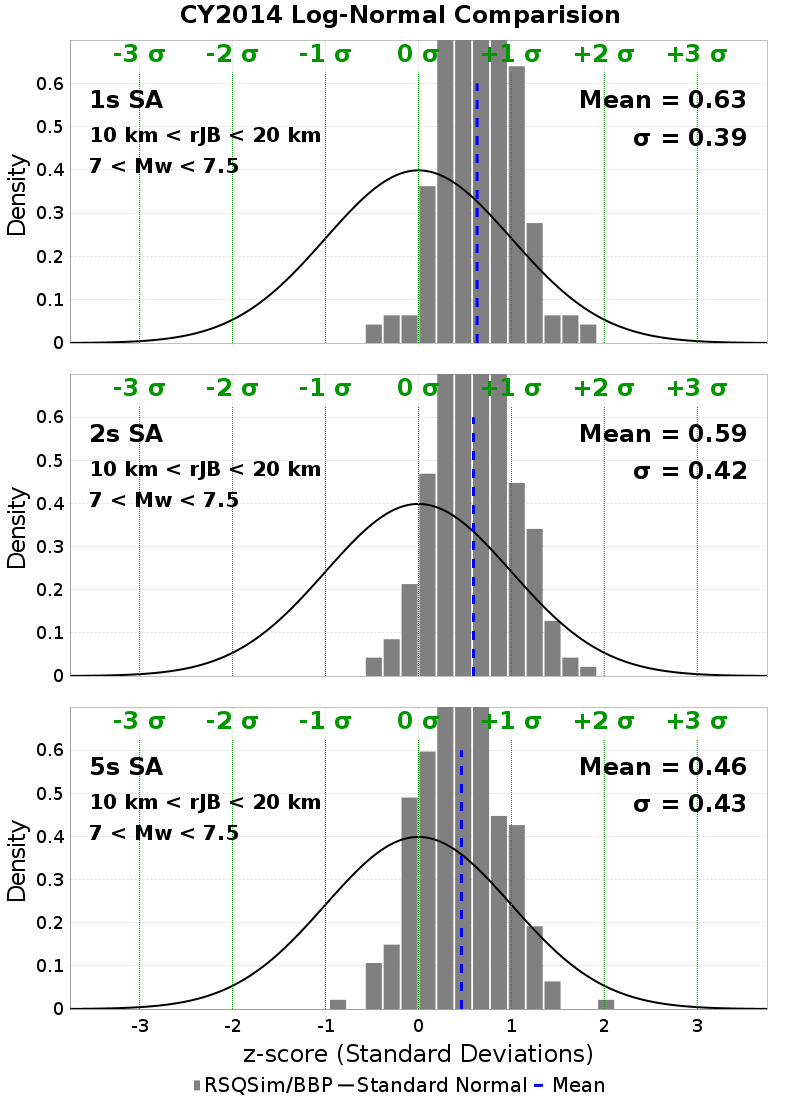 CY2014 Log-Normal Comparision
-3 σ -2 σ -1 σ 0 σ +1 σ +2 σ +3 σ
1s SA
10 km < rJB < 20 km
7 < Mw < 7.5
Mean = 0.63
σ = 0.39
Density
0.6
0.5
0.4
0.3
0.2
0.1
0
-3 σ -2 σ -1 σ 0 σ +1 σ +2 σ +3 σ
2s SA
10 km < rJB < 20 km
7 < Mw < 7.5
Mean = 0.59
σ = 0.42
Density
0.6
0.5
0.4
0.3
0.2
0.1
0
-3 σ -2 σ -1 σ 0 σ +1 σ +2 σ +3 σ
5s SA
10 km < rJB < 20 km
7 < Mw < 7.5
Mean = 0.46
σ = 0.43
Density
0.6
0.5
0.4
0.3
0.2
0.1
0
-3 -2 -1 0 1 2 3
z-score (Standard Deviations)
RSQSim/BBP Standard Normal Mean